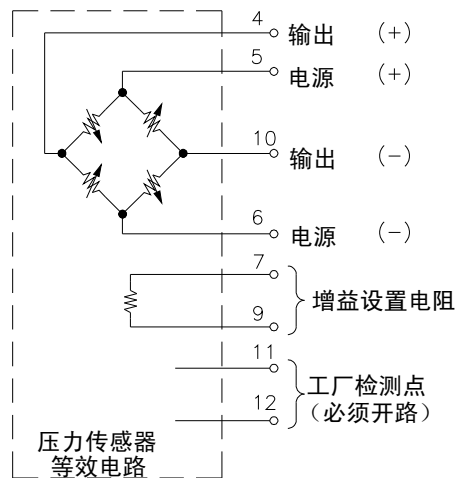 4 输出 (+)
5 电源 (+)
10 输出 (-)
6 电源 (-)
7
增益设置电阻
9
11
工厂检测点
(必须开路)
12
压力传感器
等效电路